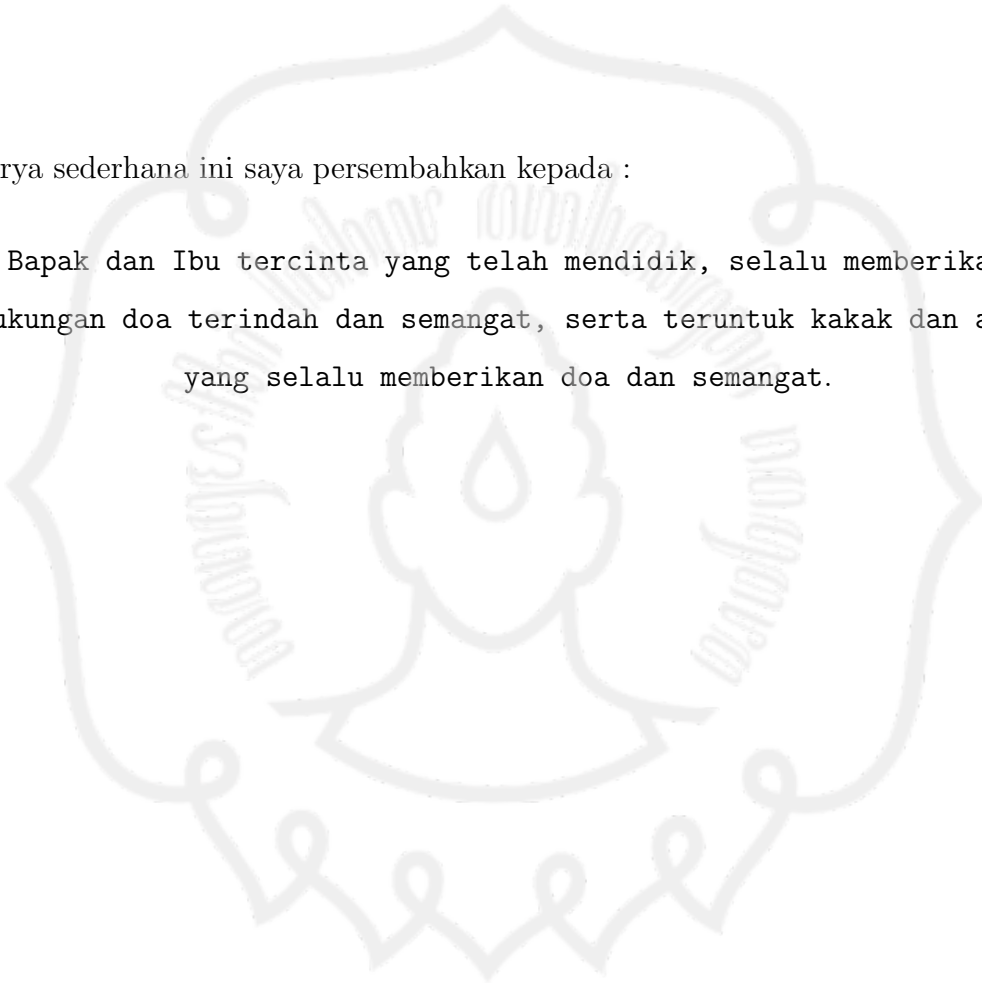 rya sederhana ini saya persembahkan kepada :
Bapak dan Ibu tercinta yang telah mendidik, selalu memberika
ukungan doa terindah dan semangat, serta teruntuk kakak dan a
yang selalu memberikan doa dan semangat.